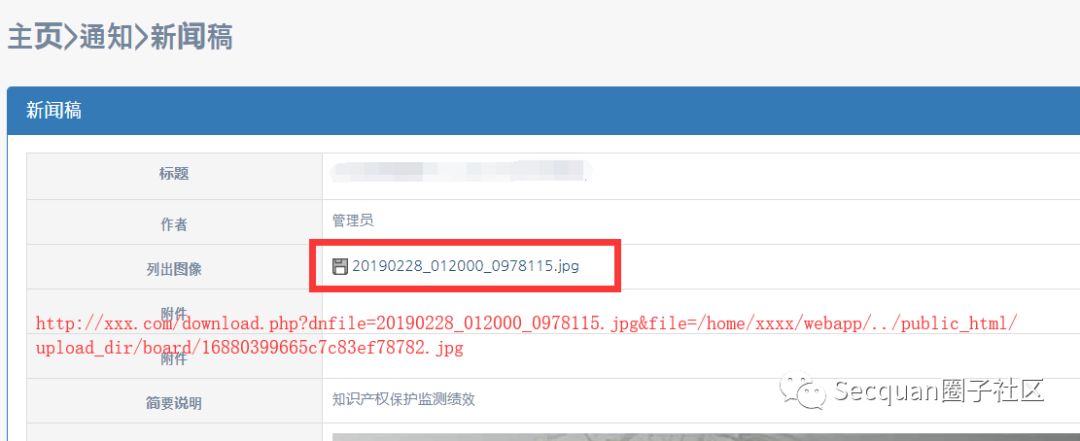 主页>通知>新闻稿
新闻稿
标题
作者 管理员
列出图像 20190228_012000_0978115.jpg
附件
http://xxx.com/download.php?dnfile=20190228_012000_0978115.jpg&file=/home/xxxx/webapp/../public_html/
upload_dir/board/16880399665c7c83ef78782.jpg
附件
简要说明 知识产权保护监测绩效
Secquan圈子社区